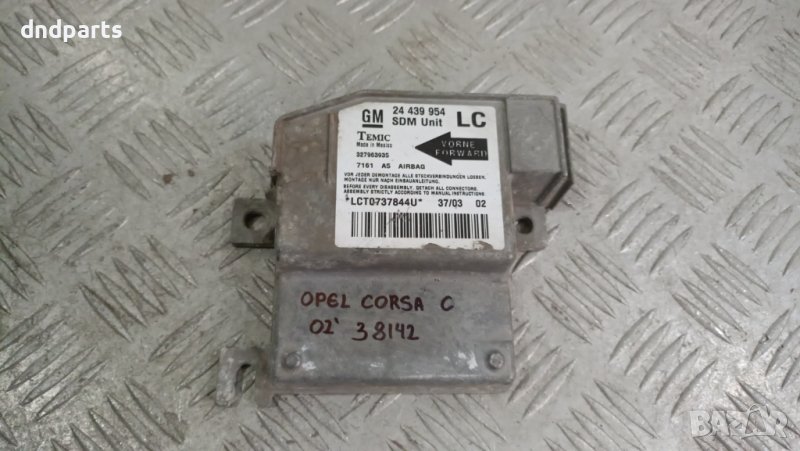 dndparts
GM 24 439 954
SDM Unit LC
TEMIC
Made in Mexico
VORNE
FORWARD
327963935
7161 AS AIRBAG
VOR JEDER DEMONTAGE ALLE STECKVERBINDUNGEN LOESEN.
MONTAGE NUR NACH EINBAUANLEITUNG.
BEFORE EVERY DISASSEMBLY, DETACH ALL CONNECTORS.
ASSEMBLY STRICTLY ACCORDING TO MANUAL INSTRUCTIONS.
*LCT0737844U* 37/03 02
OPEL CORSA C
02' 38142
BAZAR